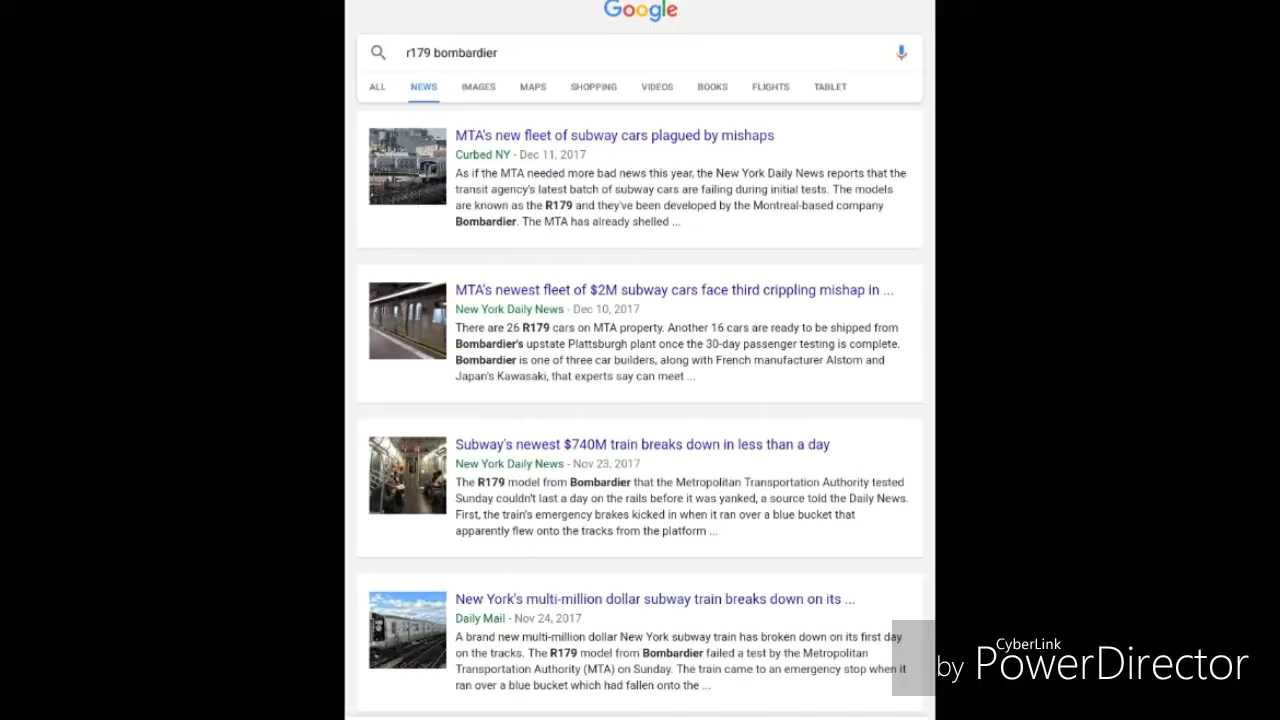 Google
r179 bombardier
ALL NEWS IMAGES MAPS SHOPPING VIDEOS BOOKS FLIGHTS TABLET
MTA's new fleet of subway cars plagued by mishaps
Curbed NY - Dec 11, 2017
As if the MTA needed more bad news this year, the New York Daily News reports that the
transit agency's latest batch of subway cars are failing during initial tests. The models
are known as the R179 and they've been developed by the Montreal-based company
Bombardier. The MTA has already shelled ...
MTA's newest fleet of $2M subway cars face third crippling mishap in ...
New York Daily News - Dec 10, 2017
There are 26 R179 cars on MTA property. Another 16 cars are ready to be shipped from
Bombardier's upstate Plattsburgh plant once the 30-day passenger testing is complete.
Bombardier is one of three car builders, along with French manufacturer Alstom and
Japan's Kawasaki, that experts say can meet ...
Subway's newest $740M train breaks down in less than a day
New York Daily News - Nov 23, 2017
The R179 model from Bombardier that the Metropolitan Transportation Authority tested
Sunday couldn't last a day on the rails before it was yanked, a source told the Daily News.
First, the train's emergency brakes kicked in when it ran over a blue bucket that
apparently flew onto the tracks from the platform ...
New York's multi-million dollar subway train breaks down on its ...
Daily Mail - Nov 24, 2017
A brand new multi-million dollar New York subway train has broken down on its first day
on the tracks. The R179 model from Bombardier failed a test by the Metropolitan
Transportation Authority (MTA) on Sunday. The train came to an emergency stop when it
ran over a blue bucket which had fallen onto the ...
CyberLink
by PowerDirector